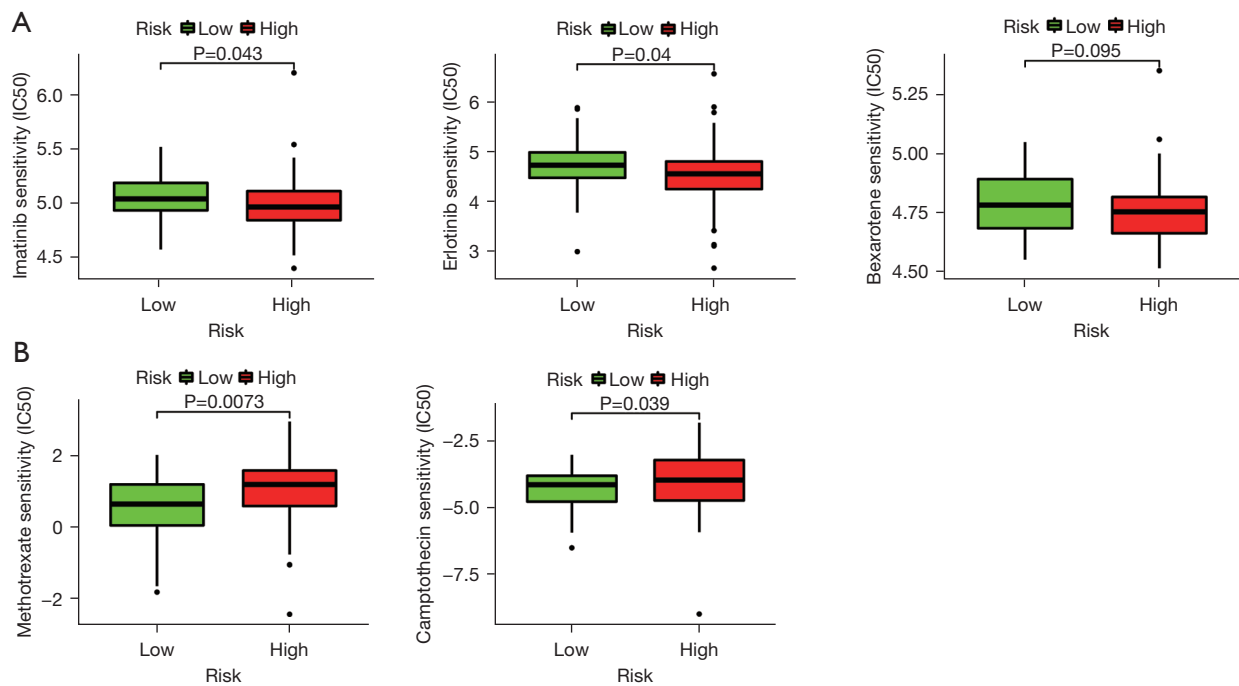 A
Risk Low High
P=0.043
Imatinib sensitivity (IC50)
6.0
5.5
5.0
4.5
Low High
Risk
Risk Low High
P=0.04
Erlotinib sensitivity (IC50)
6
5
4
3
Low High
Risk
Risk Low High
P=0.095
Bexarotene sensitivity (IC50)
5.25
5.00
4.75
4.50
Low High
Risk
B
Risk Low High
P=0.0073
Methotrexate sensitivity (IC50)
2
0
−2
Low High
Risk
Risk Low High
P=0.039
Camptothecin sensitivity (IC50)
−2.5
−5.0
−7.5
Low High
Risk